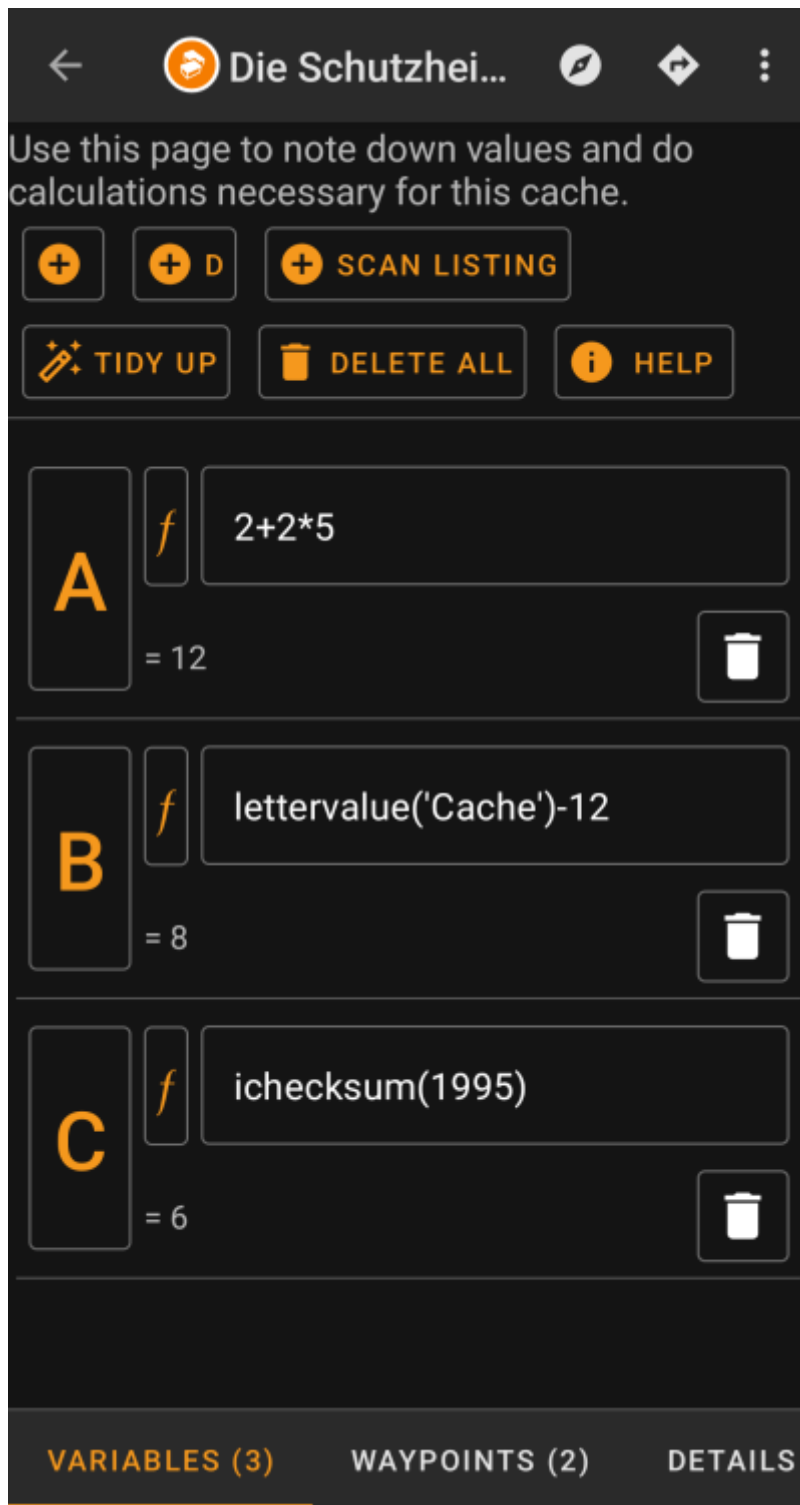 Die Schutzhei...
Use this page to note down values and do
calculations necessary for this cache.
D
SCAN LISTING
TIDY UP
DELETE ALL
HELP
A
f
2+2*5
= 12
B
f
lettervalue('Cache')-12
= 8
C
f
ichecksum(1995)
= 6
VARIABLES (3)
WAYPOINTS (2)
DETAILS